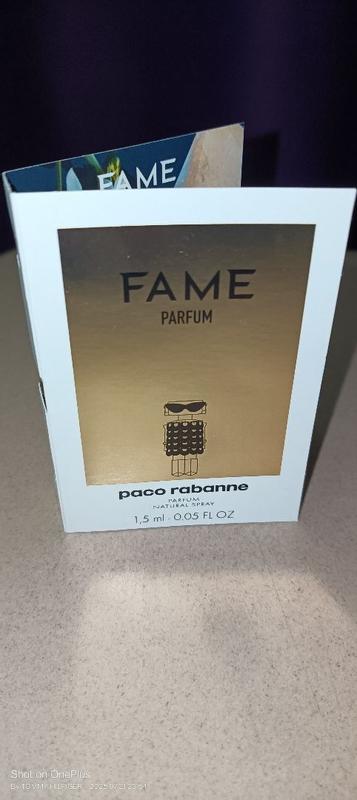 FAME
FAME
PARFUM
paco rabanne
PARFUM
NATURAL SPRAY
1,5 ml - 0.05 FL OZ
Shot on OnePlus